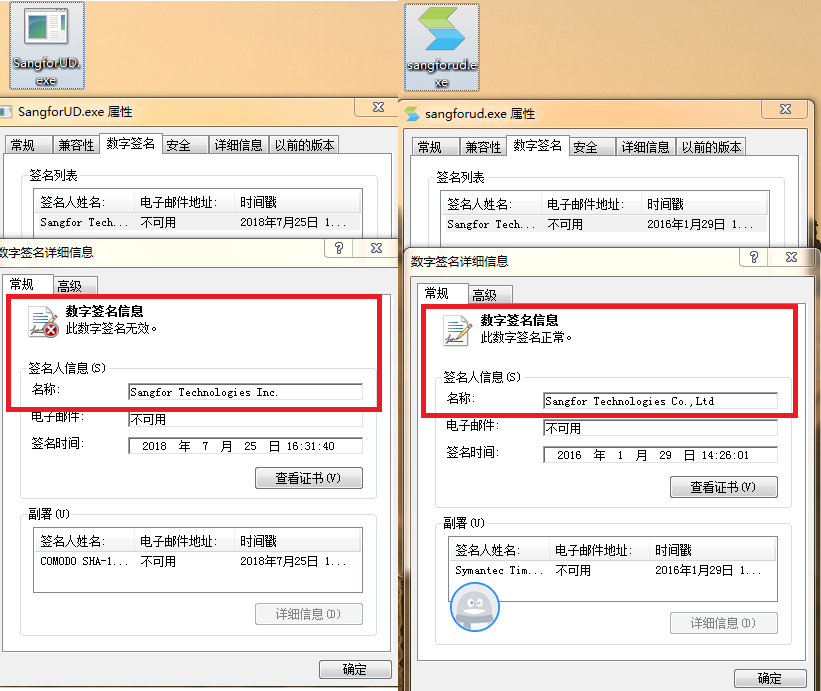 SangforUD.
exe
SangforUD.exe 属性
常规 兼容性 数字签名 安全 详细信息 以前的版本
签名列表
签名人姓名: 电子邮件地址: 时间戳
Sangfor Tech... 不可用 2018年7月25日 1...
数字签名详细信息
常规 高级
数字签名信息
此数字签名无效。
签名人信息(S)
名称: Sangfor Technologies Inc.
电子邮件: 不可用
签名时间: 2018 年 7 月 25 日 16:31:40
查看证书(V)
副署(U)
签名人姓名: 电子邮件地址: 时间戳
COMODO SHA-1... 不可用 2018年7月25日 1...
详细信息(D)
确定
sangforud.e
xe
sangforud.exe 属性
常规 兼容性 数字签名 安全 详细信息 以前的版本
签名列表
签名人姓名: 电子邮件地址: 时间戳
Sangfor Tech... 不可用 2016年1月29日 1...
数字签名详细信息
常规 高级
数字签名信息
此数字签名正常。
签名人信息(S)
名称: Sangfor Technologies Co.,Ltd
电子邮件: 不可用
签名时间: 2016 年 1 月 29 日 14:26:01
查看证书(V)
副署(U)
签名人姓名: 电子邮件地址: 时间戳
Symantec Tim... 不可用 2016年1月29日 1...
详细信息(D)
确定